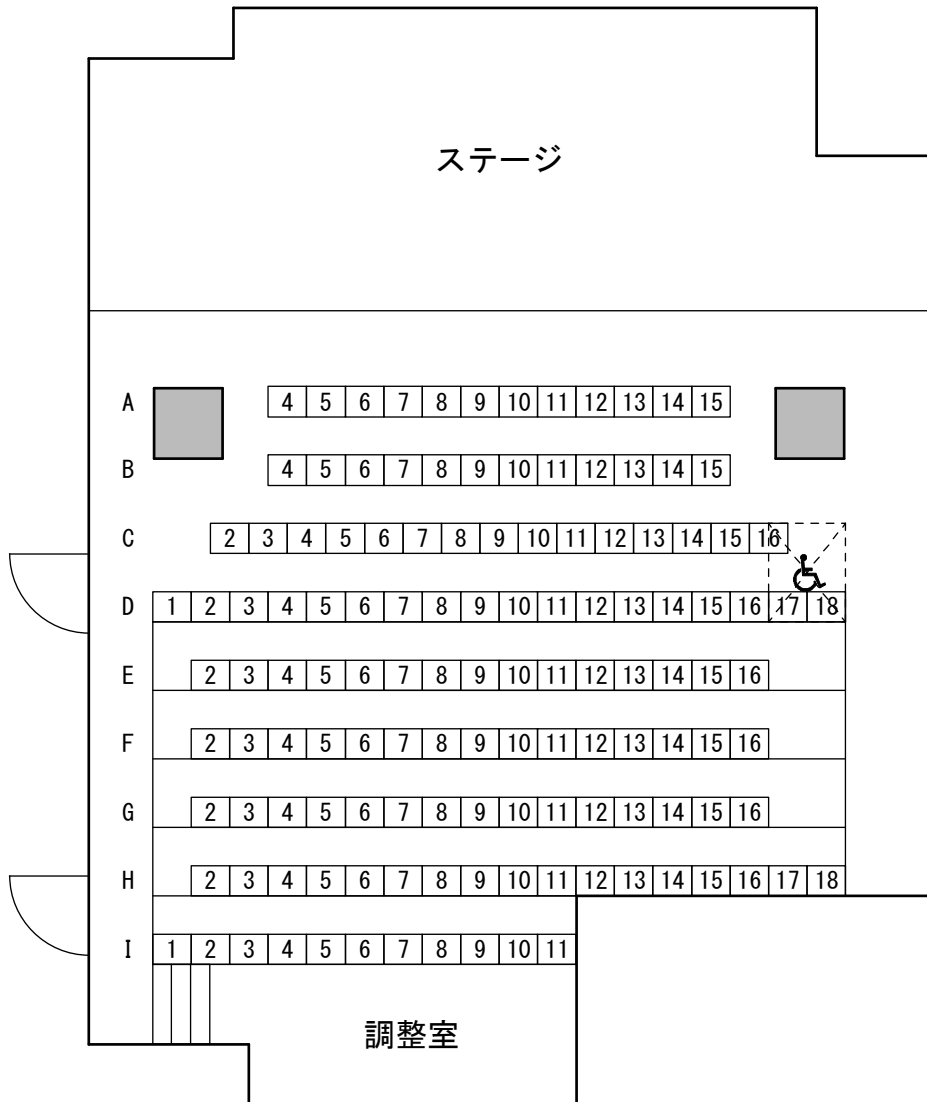 ステージ
A 4 5 6 7 8 9 10 11 12 13 14 15
B 4 5 6 7 8 9 10 11 12 13 14 15
C 2 3 4 5 6 7 8 9 10 11 12 13 14 15 16
D 1 2 3 4 5 6 7 8 9 10 11 12 13 14 15 16 17 18
E 2 3 4 5 6 7 8 9 10 11 12 13 14 15 16
F 2 3 4 5 6 7 8 9 10 11 12 13 14 15 16
G 2 3 4 5 6 7 8 9 10 11 12 13 14 15 16
H 2 3 4 5 6 7 8 9 10 11 12 13 14 15 16 17 18
I 1 2 3 4 5 6 7 8 9 10 11
調整室